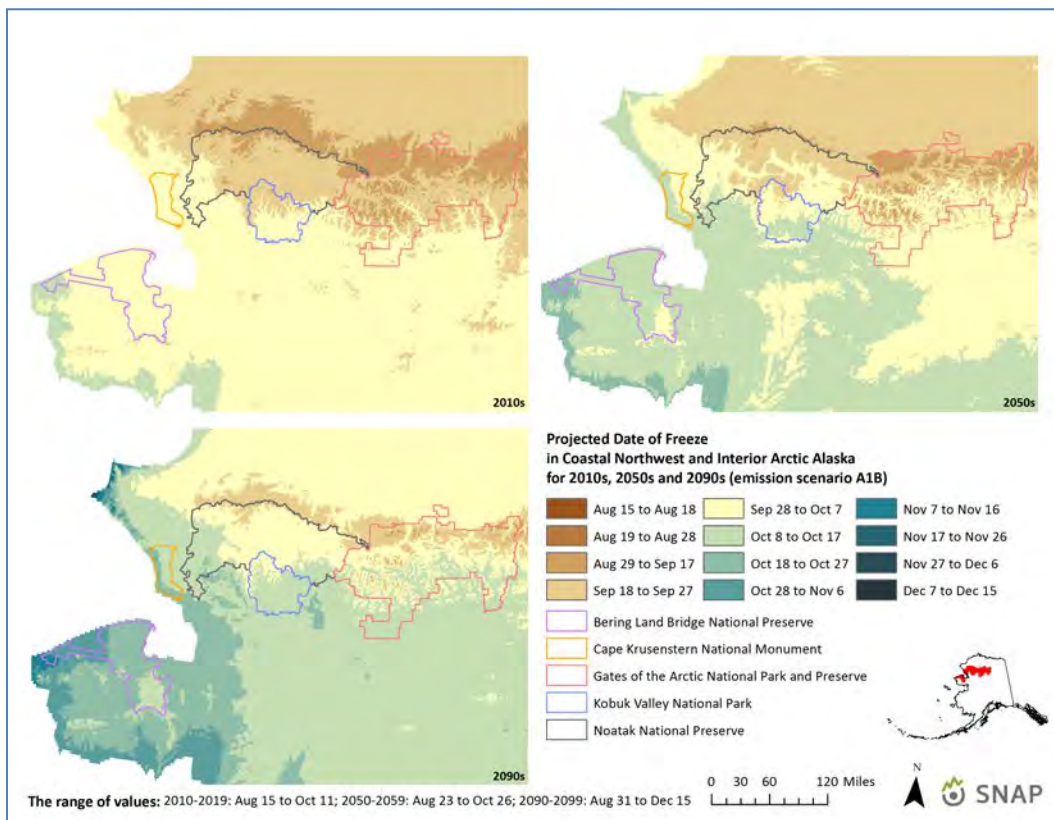 2010s
2050s
2090s
Projected Date of Freeze
in Coastal Northwest and Interior Arctic Alaska
for 2010s, 2050s and 2090s (emission scenario A1B)
Aug 15 to Aug 18
Sep 28 to Oct 7
Nov 7 to Nov 16
Aug 19 to Aug 28
Oct 8 to Oct 17
Nov 17 to Nov 26
Aug 29 to Sep 17
Oct 18 to Oct 27
Nov 27 to Dec 6
Sep 18 to Sep 27
Oct 28 to Nov 6
Dec 7 to Dec 15
Bering Land Bridge National Preserve
Cape Krusenstern National Monument
Gates of the Arctic National Park and Preserve
Kobuk Valley National Park
Noatak National Preserve
The range of values: 2010-2019: Aug 15 to Oct 11; 2050-2059: Aug 23 to Oct 26; 2090-2099: Aug 31 to Dec 15
0 30 60 120 Miles
N
SNAP